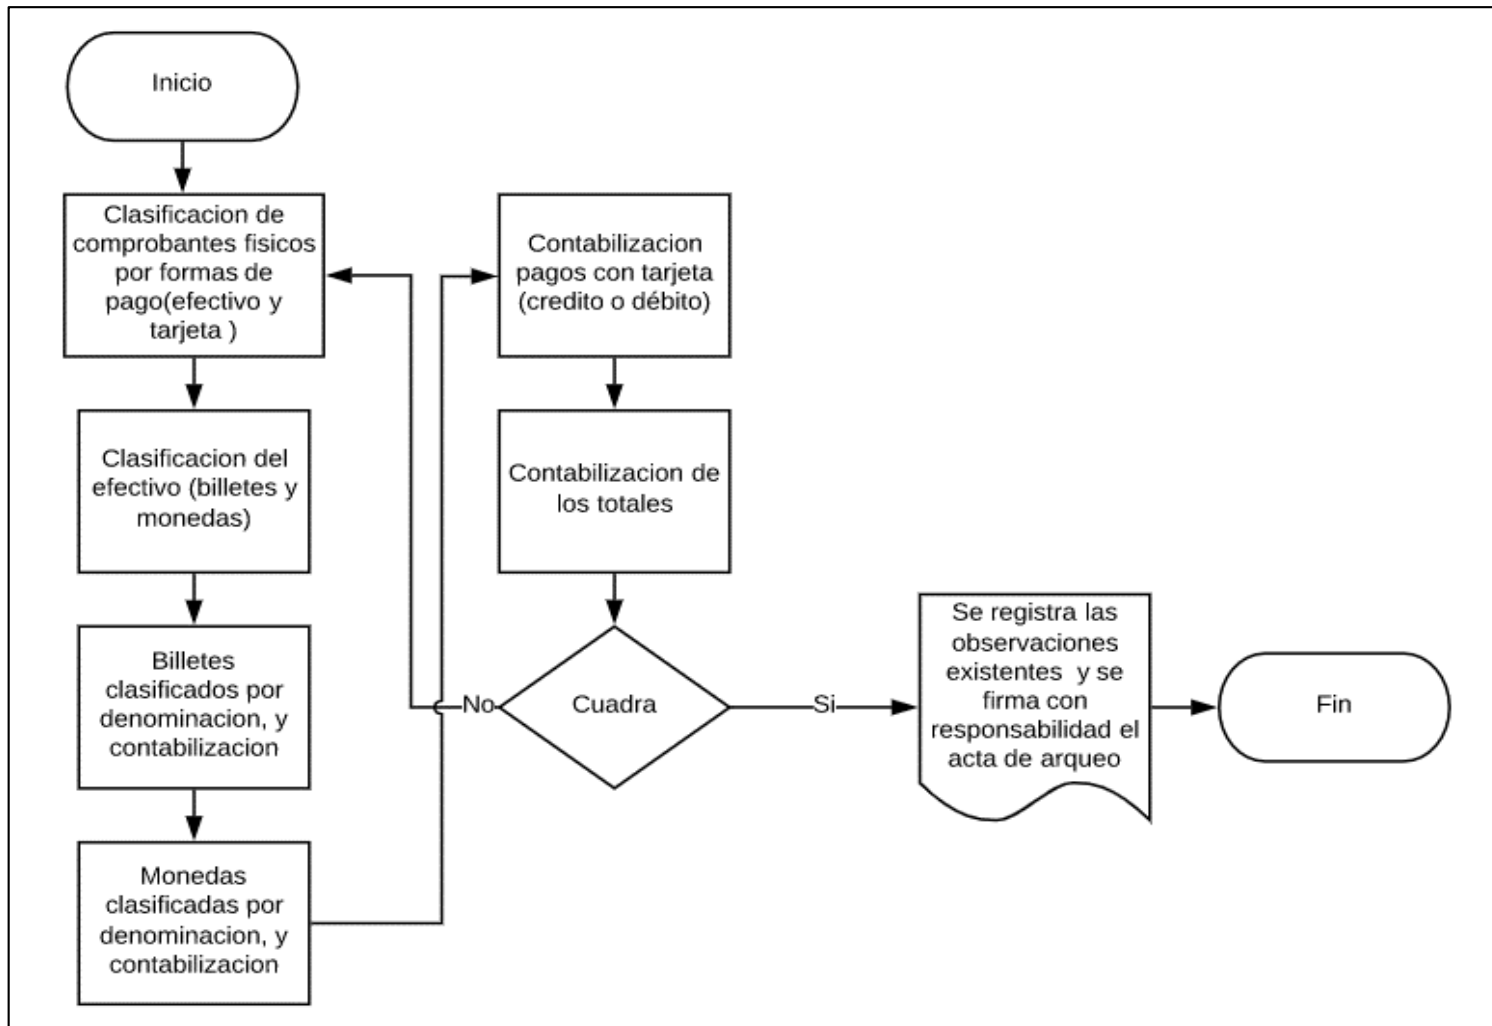 Inicio
Clasificacion de
comprobantes fisicos
por formas de
pago(efectivo y
tarjeta )
Clasificacion del
efectivo (billetes y
monedas)
Billetes
clasificados por
denominacion, y
contabilizacion
Monedas
clasificadas por
denominacion, y
contabilizacion
Contabilizacion
pagos con tarjeta
(credito o débito)
Contabilizacion de
los totales
Cuadra
No
Si
Se registra las
observaciones
existentes y se
firma con
responsabilidad el
acta de arqueo
Fin